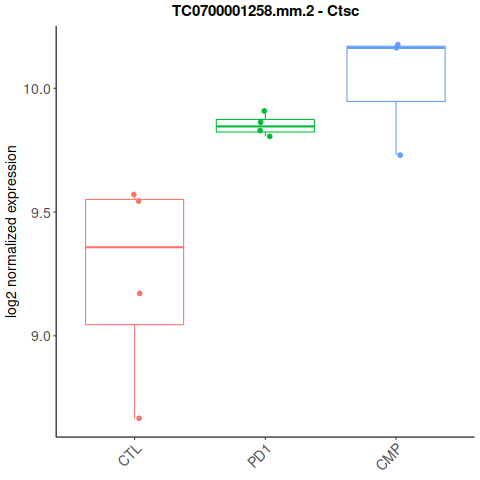 TC0700001258.mm.2 - Ctsc
log2 normalized expression
10.0
9.5
9.0
CTL
PD1
CMP